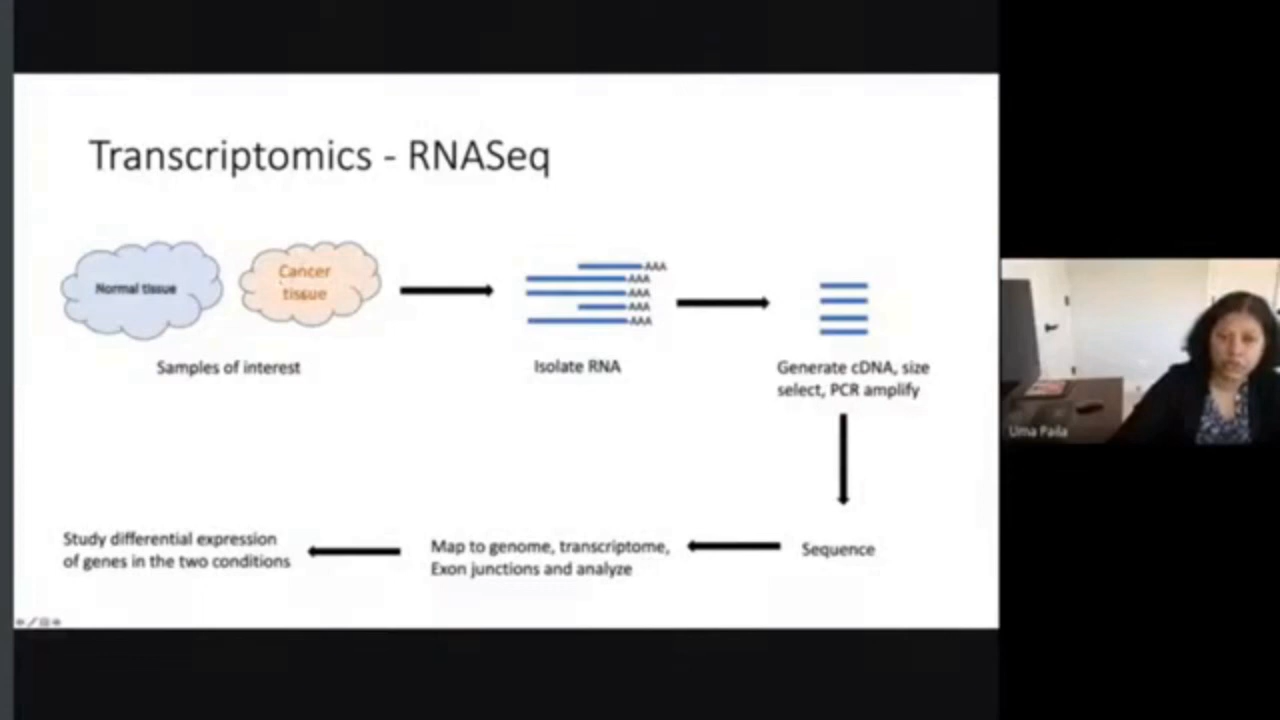 Transcriptomics - RNASeq
Normal tissue
Cancer
tissue
AAA
AAA
AAA
AAA
AAA
Samples of interest
Isolate RNA
Generate cDNA, size
select, PCR amplify
Uma Paila
Study differential expression
of genes in the two conditions
Map to genome, transcriptome,
Exon junctions and analyze
Sequence